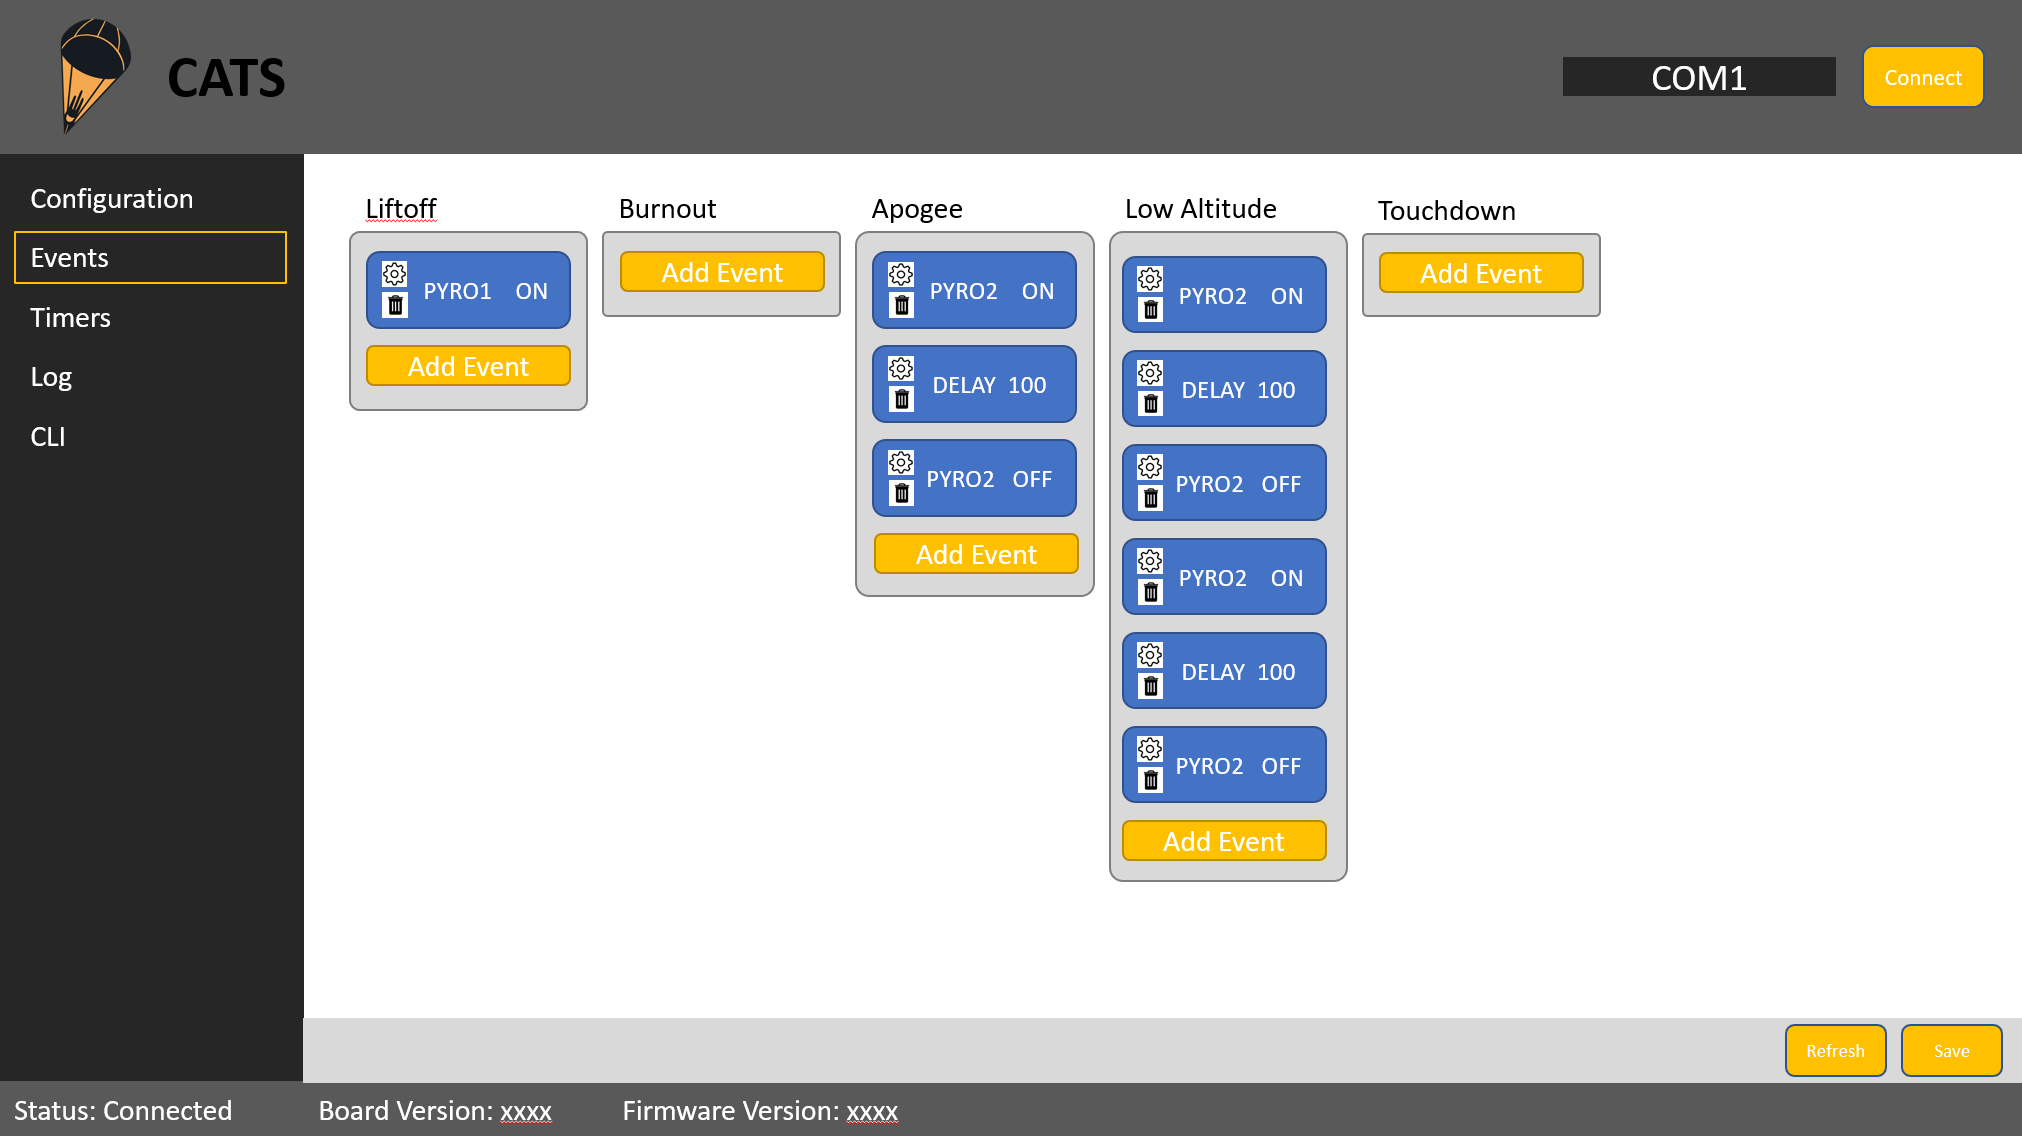 CATS
COM1
Connect
Configuration
Events
Timers
Log
CLI
Liftoff
PYRO1 ON
Add Event
Burnout
Add Event
Apogee
PYRO2 ON
DELAY 100
PYRO2 OFF
Add Event
Low Altitude
PYRO2 ON
DELAY 100
PYRO2 OFF
PYRO2 ON
DELAY 100
PYRO2 OFF
Add Event
Touchdown
Add Event
Refresh
Save
Status: Connected
Board Version: xxxx
Firmware Version: xxxx